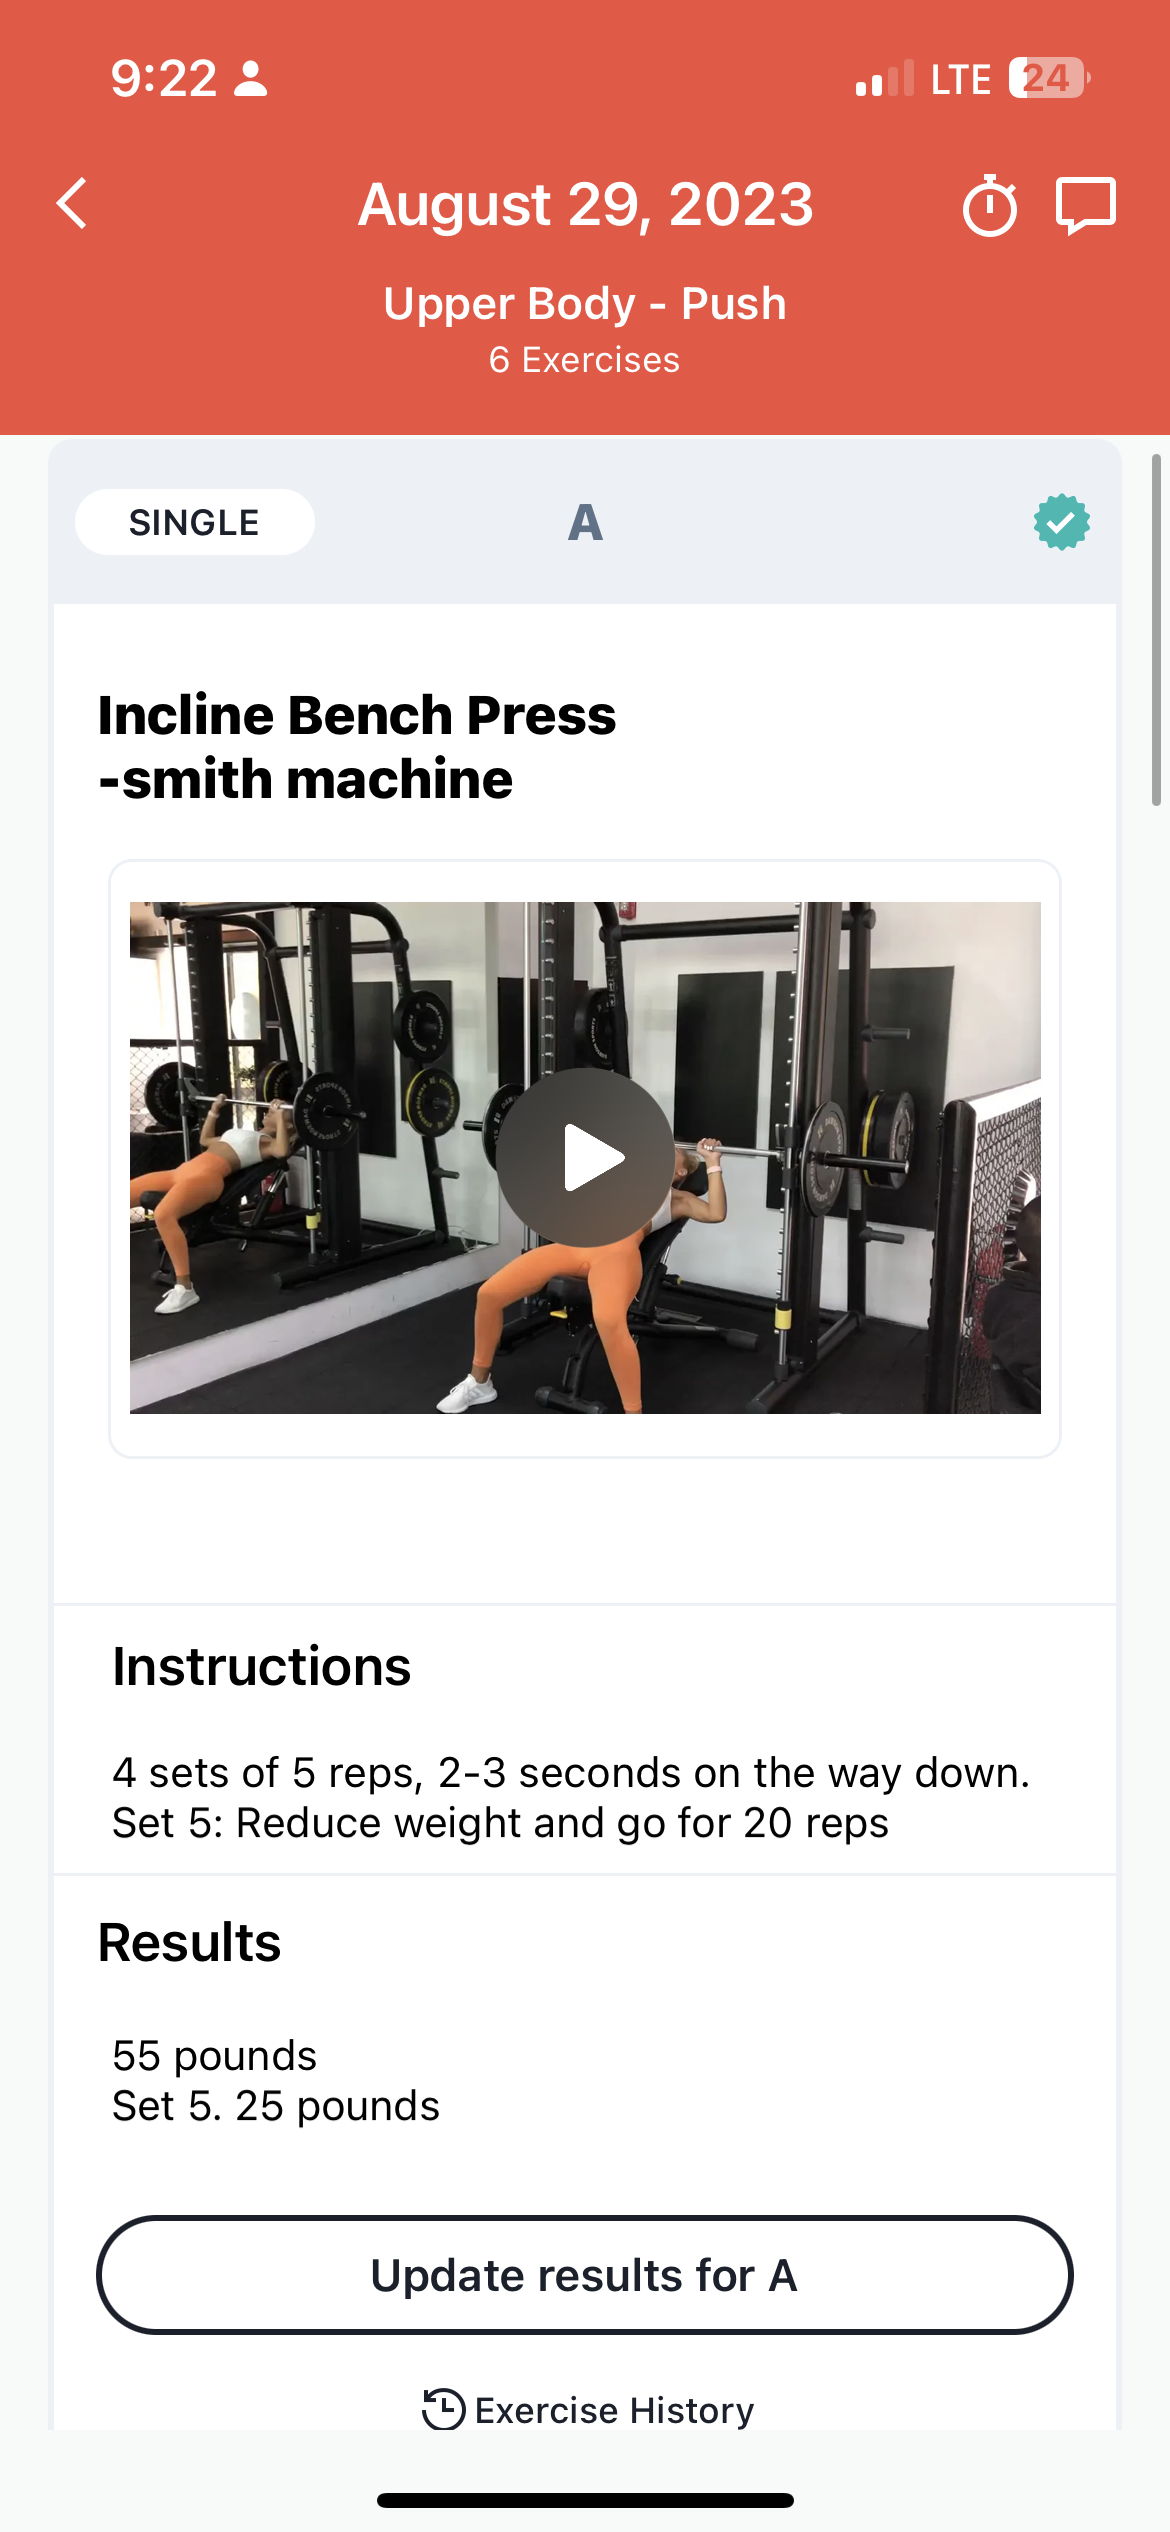 9:22
LTE 24
August 29, 2023
Upper Body - Push
6 Exercises
SINGLE
A
Incline Bench Press
-smith machine
Instructions
4 sets of 5 reps, 2-3 seconds on the way down.
Set 5: Reduce weight and go for 20 reps
Results
55 pounds
Set 5. 25 pounds
Update results for A
Exercise History